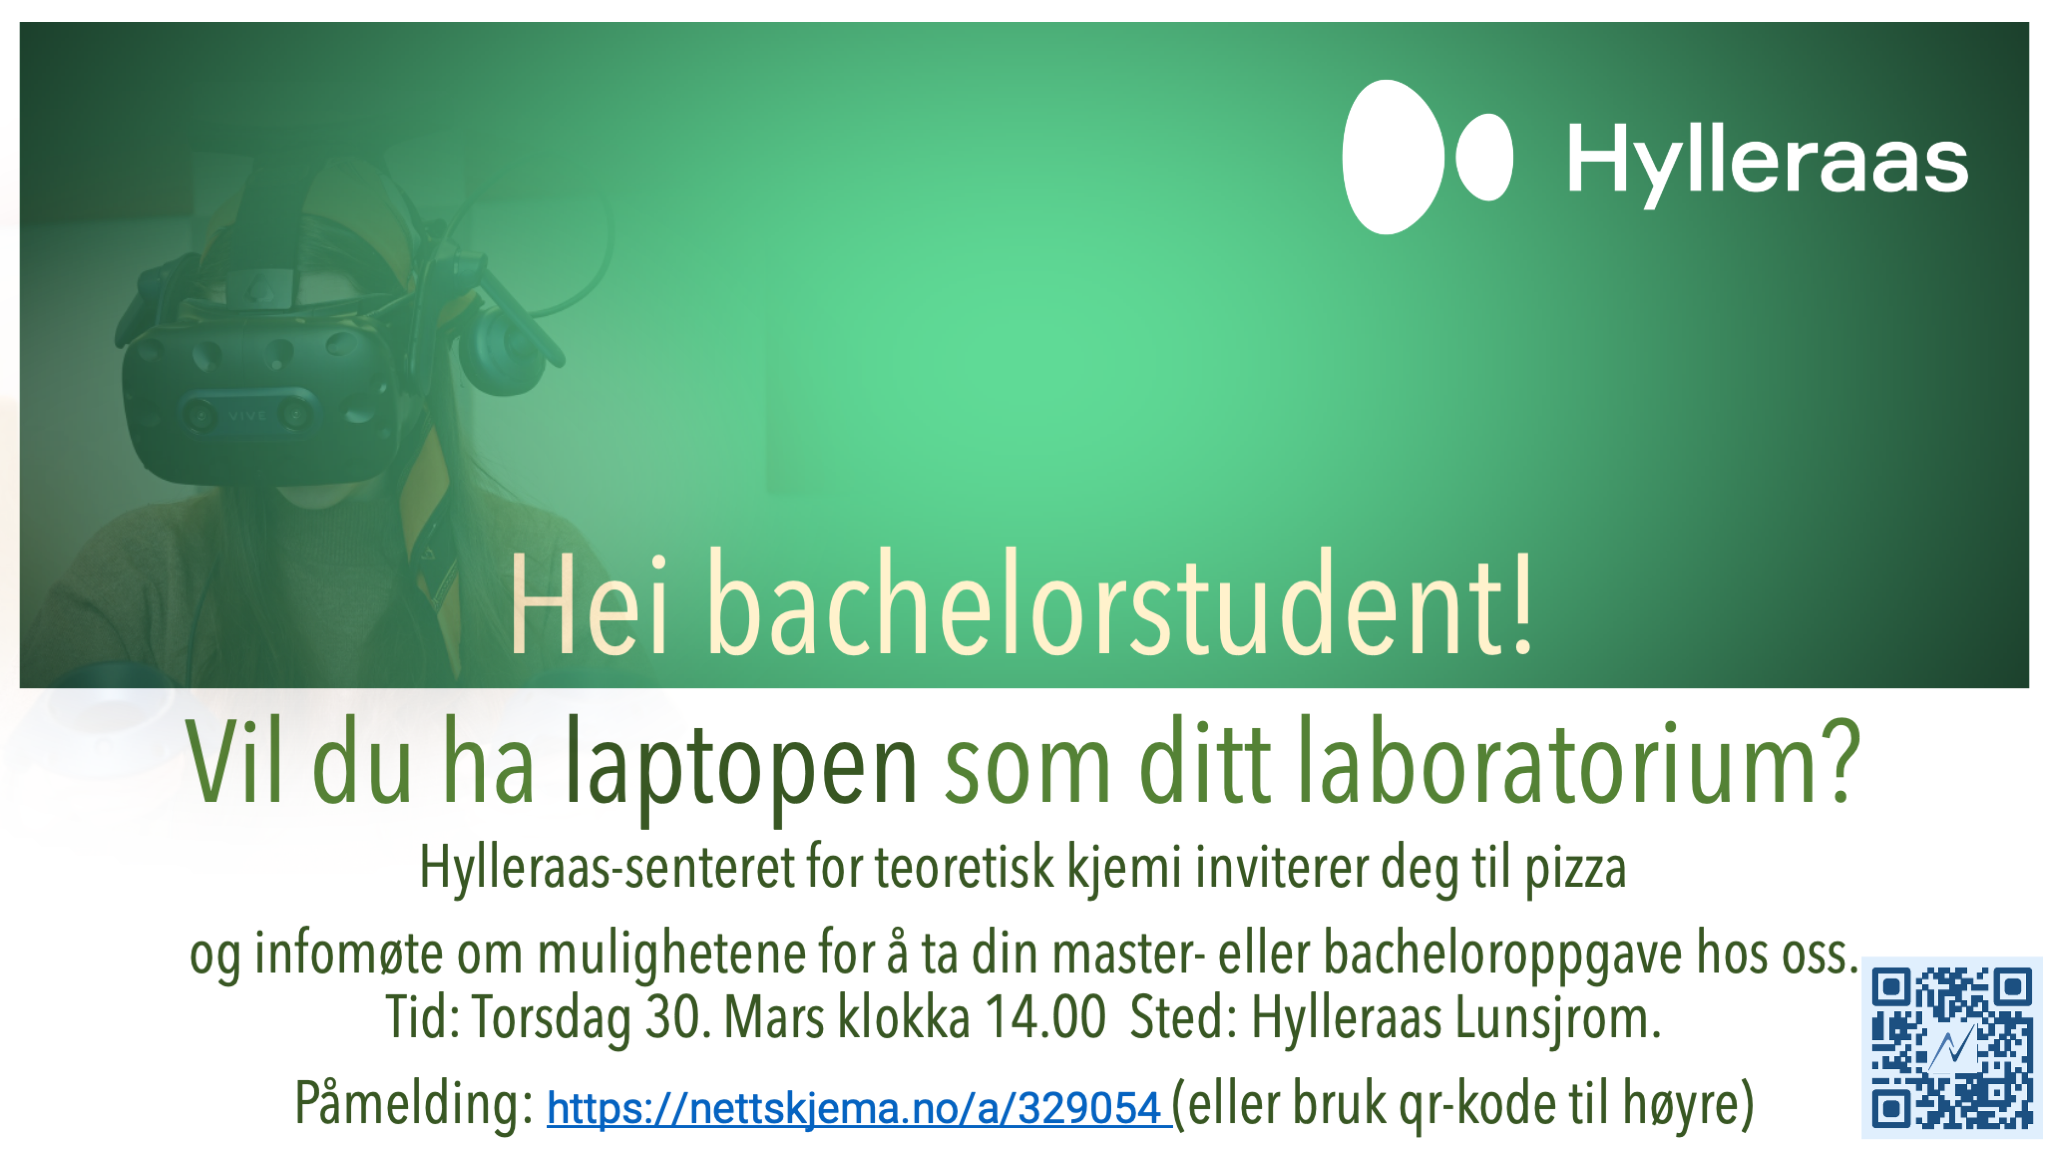 Hylleraas
VIVE
Hei bachelorstudent!
Vil du ha laptopen som ditt laboratorium?
Hylleraas-senteret for teoretisk kjemi inviterer deg til pizza
og infomøte om mulighetene for å ta din master- eller bacheloroppgave hos oss.
Tid: Torsdag 30. Mars klokka 14.00  Sted: Hylleraas Lunsjrom.
Påmelding: https://nettskjema.no/a/329054 (eller bruk qr-kode til høyre)